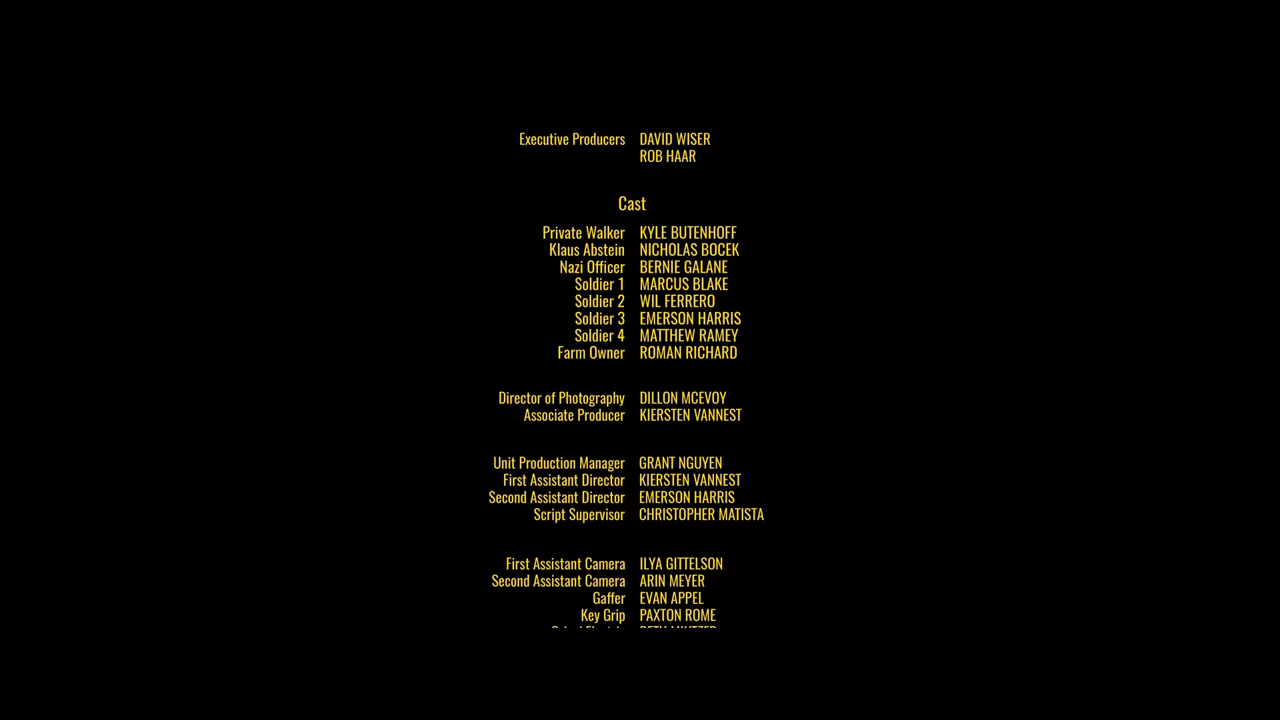 Executive Producers DAVID WISER
ROB HAAR
Cast
Private Walker KYLE BUTENHOFF
Klaus Abstein NICHOLAS BOCEK
Nazi Officer BERNIE GALANE
Soldier 1 MARCUS BLAKE
Soldier 2 WIL FERRERO
Soldier 3 EMERSON HARRIS
Soldier 4 MATTHEW RAMEY
Farm Owner ROMAN RICHARD
Director of Photography DILLON MCEVOY
Associate Producer KIERSTEN VANNEST
Unit Production Manager GRANT NGUYEN
First Assistant Director KIERSTEN VANNEST
Second Assistant Director EMERSON HARRIS
Script Supervisor CHRISTOPHER MATISTA
First Assistant Camera ILYA GITTELSON
Second Assistant Camera ARIN MEYER
Gaffer EVAN APPEL
Key Grip PAXTON ROME